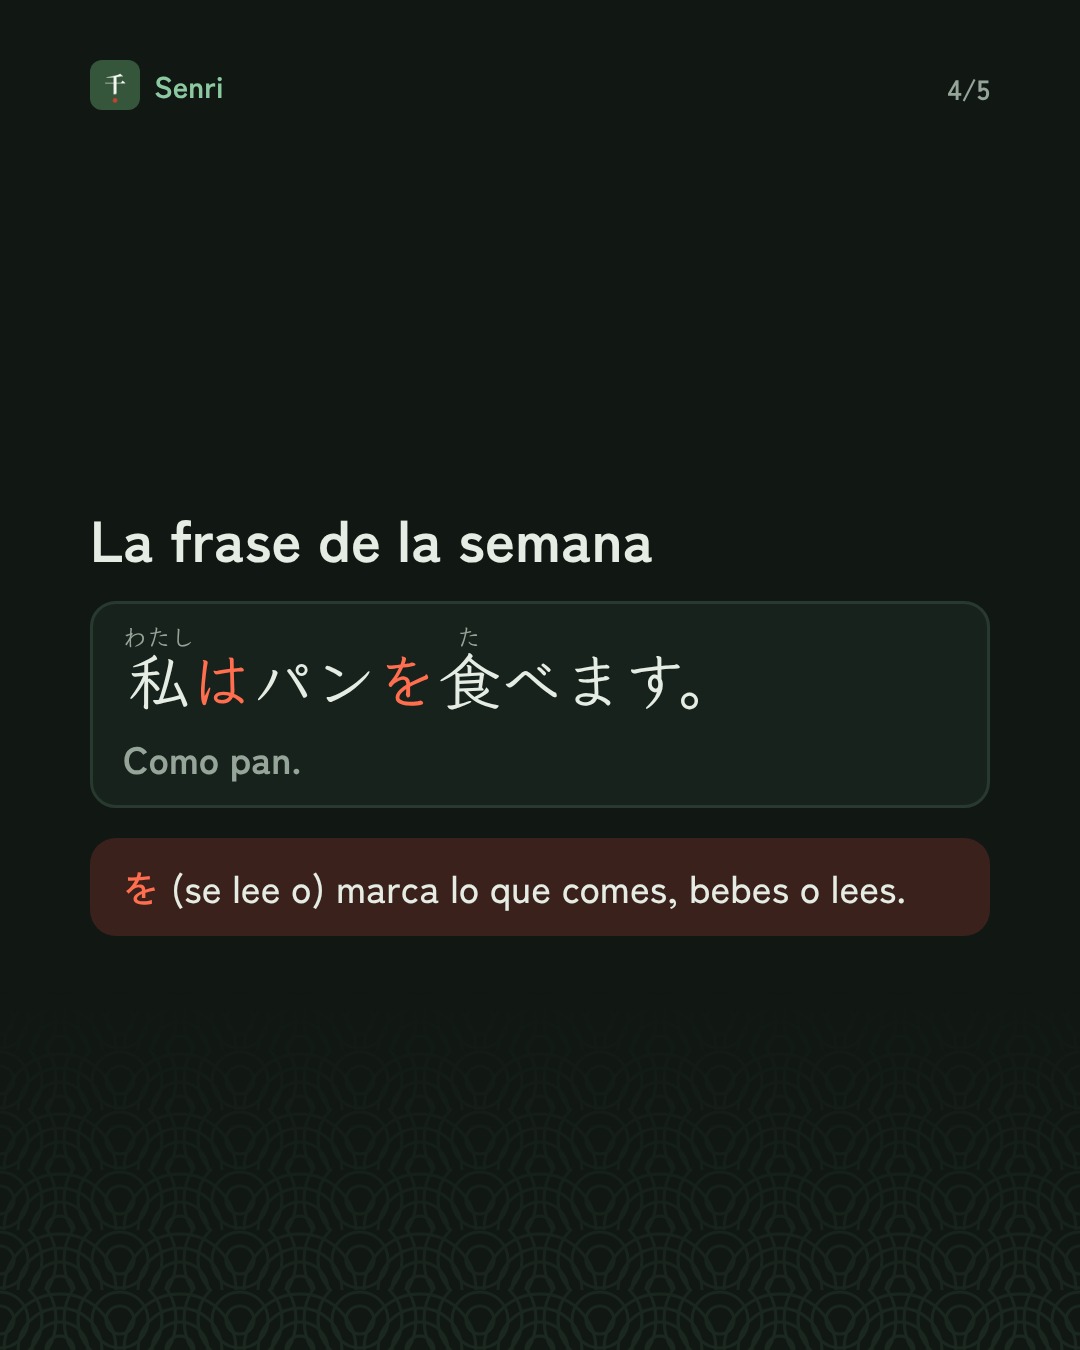 千 Senri
4/5
La frase de la semana
わたし た
私はパンを食べます。
Como pan.
を (se lee o) marca lo que comes, bebes o lees.